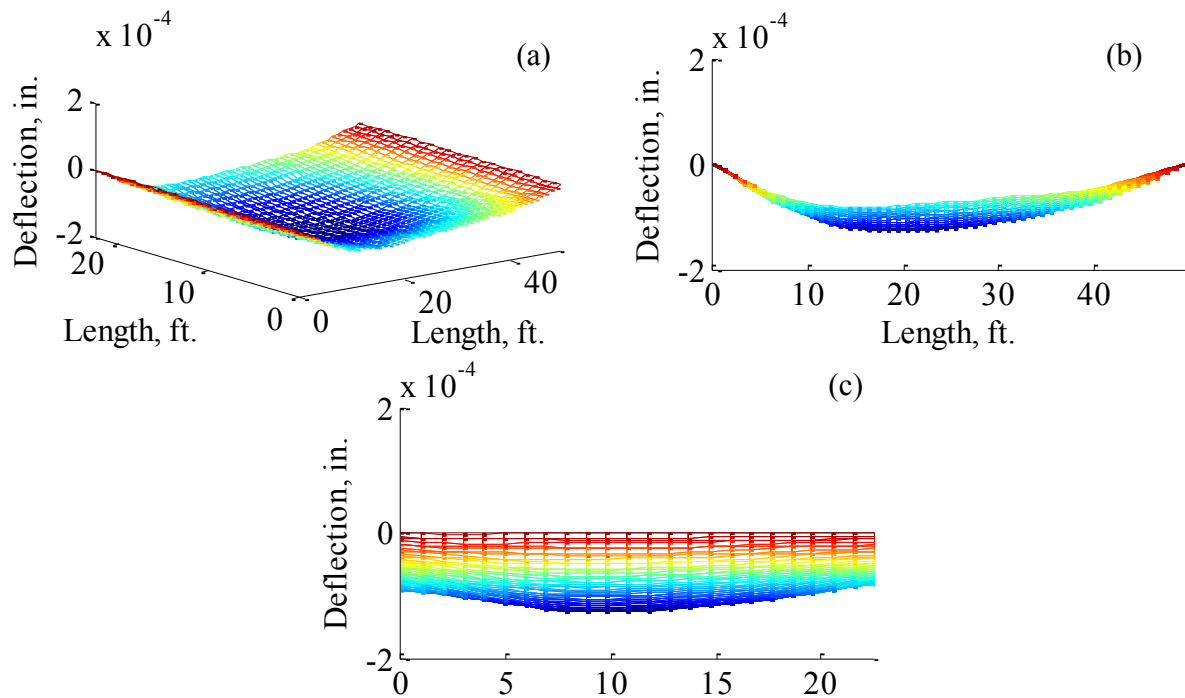 x 10-4
(a)
2
0
-2
Deflection, in.
20
10
0
Length, ft.
0
20
40
Length, ft.
x 10-4
(b)
2
0
-2
Deflection, in.
0 10 20 30 40
Length, ft.
x 10-4
(c)
2
0
-2
Deflection, in.
0 5 10 15 20